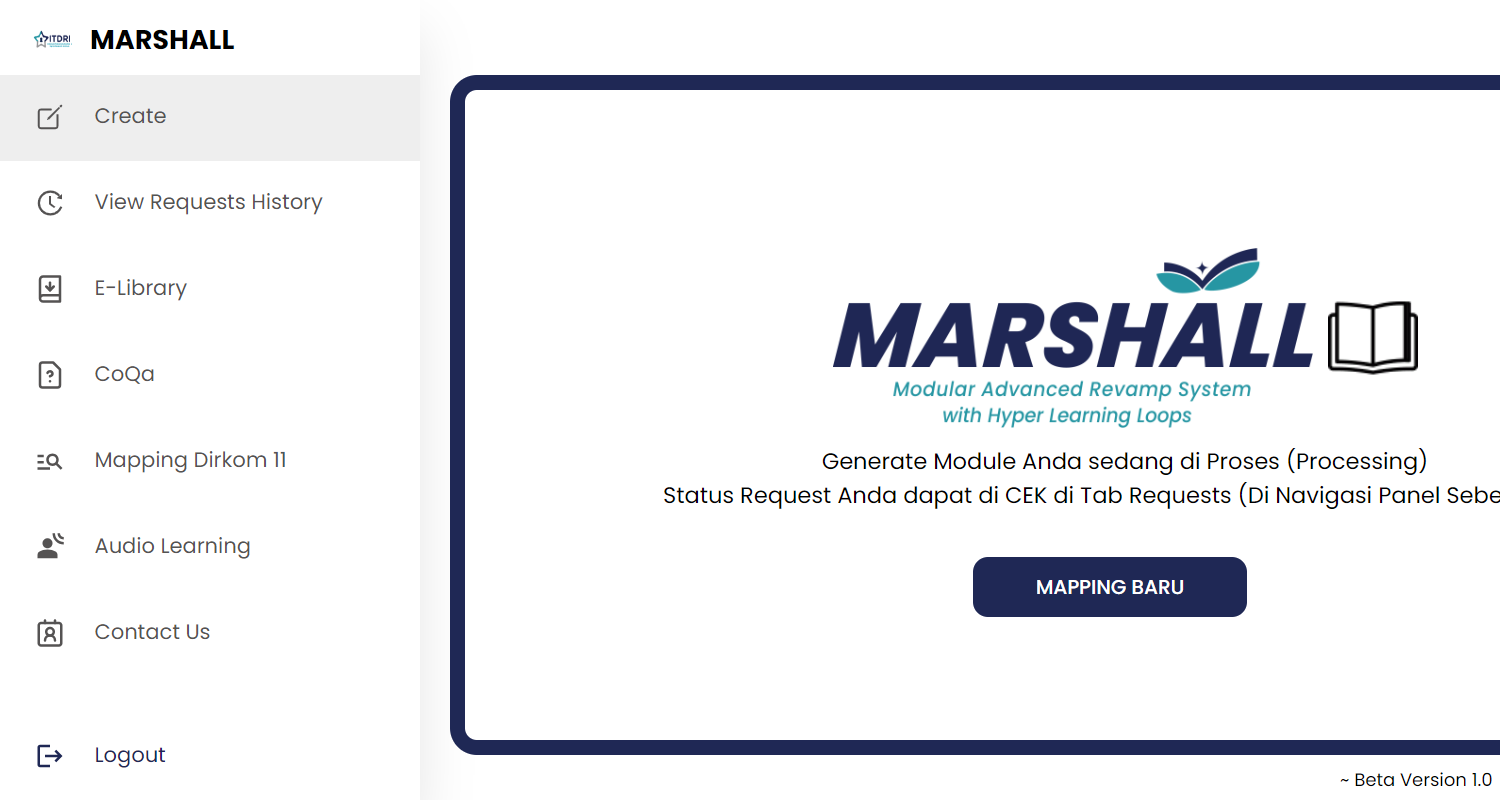 ITDRI
MARSHALL
Create
View Requests History
E-Library
CoQa
Mapping Dirkom 11
Audio Learning
Contact Us
Logout
MARSHALL
Modular Advanced Revamp System
with Hyper Learning Loops
Generate Module Anda sedang di Proses (Processing)
Status Request Anda dapat di CEK di Tab Requests (Di Navigasi Panel Sebe
MAPPING BARU
~ Beta Version 1.0